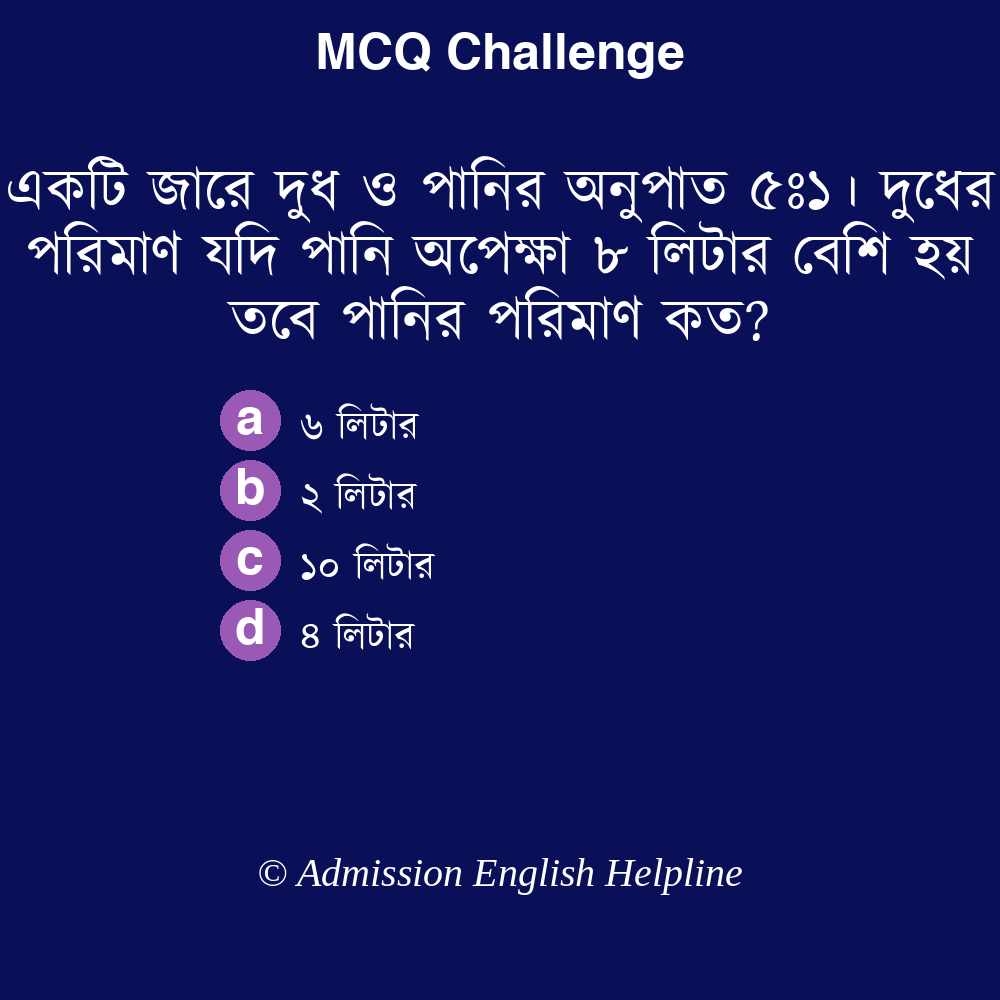 MCQ Challenge
একটি জারে দুধ ও পানির অনুপাত ৫ঃ১। দুধের
পরিমাণ যদি পানি অপেক্ষা ৮ লিটার বেশি হয়
তবে পানির পরিমাণ কত?
a ৬ লিটার
b ২ লিটার
c ১০ লিটার
d ৪ লিটার
© Admission English Helpline